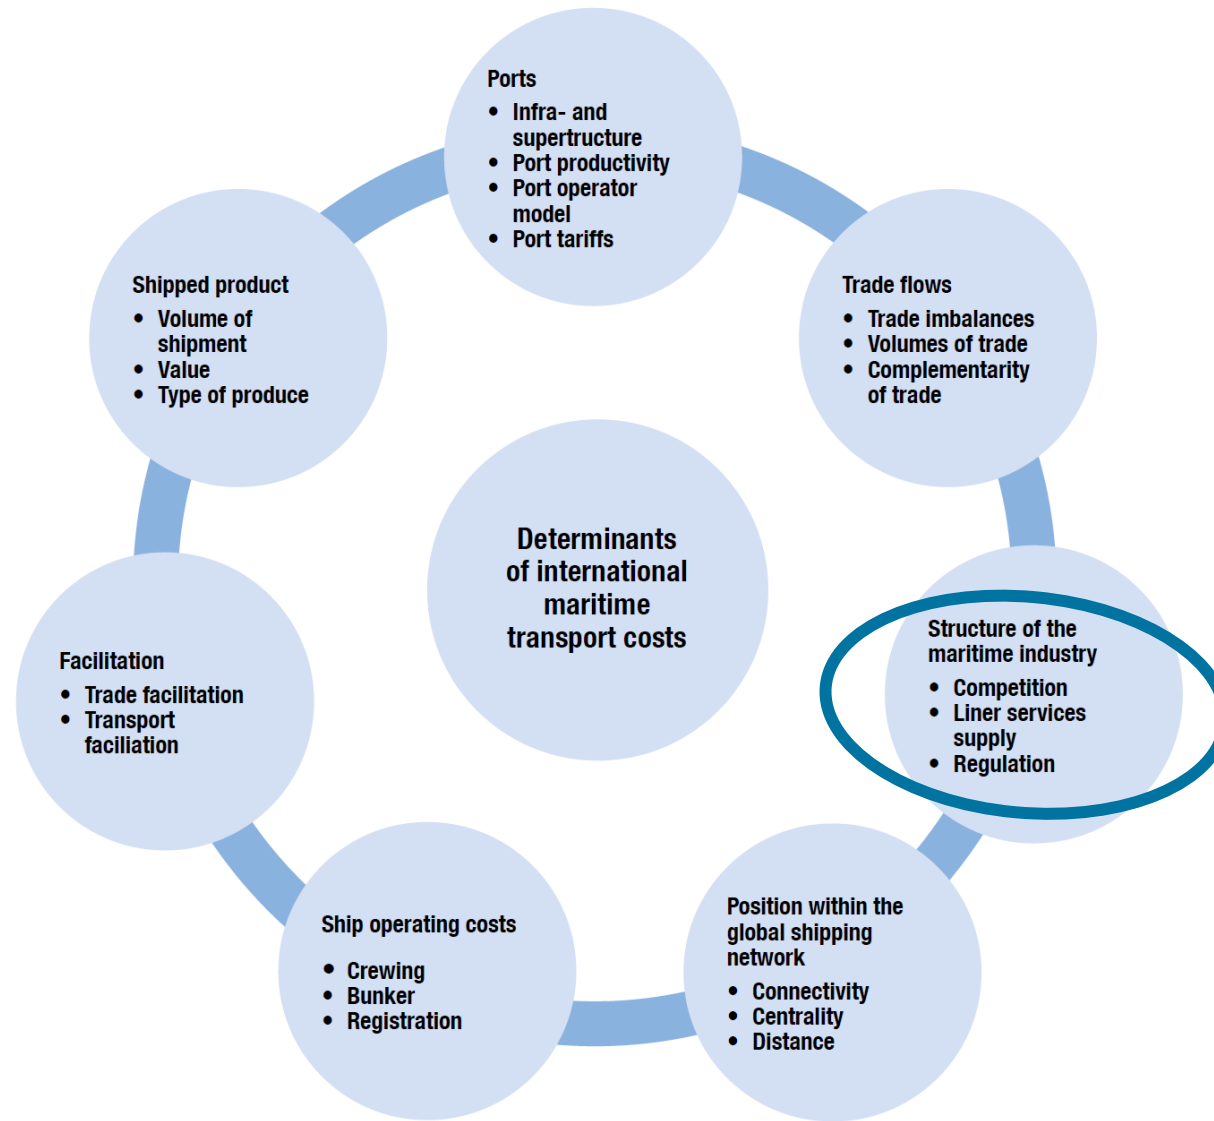 Ports
• Infra- and
supertructure
• Port productivity
• Port operator
model
• Port tariffs
Shipped product
• Volume of
shipment
• Value
• Type of produce
Trade flows
• Trade imbalances
• Volumes of trade
• Complementarity
of trade
Determinants
of international
maritime
transport costs
Structure of the
maritime industry
• Competition
• Liner services
supply
• Regulation
Facilitation
• Trade facilitation
• Transport
faciliation
Ship operating costs
• Crewing
• Bunker
• Registration
Position within the
global shipping
network
• Connectivity
• Centrality
• Distance